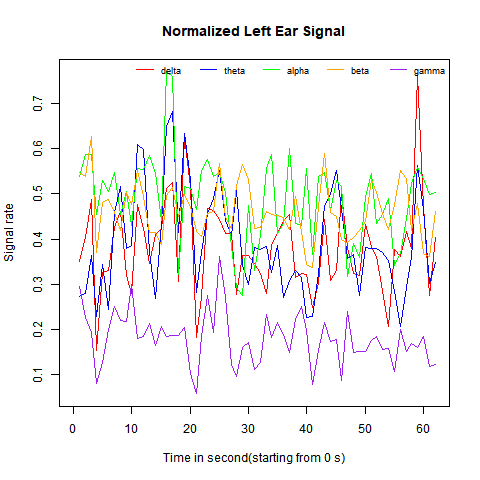 Normalized Left Ear Signal
delta theta alpha beta gamma
0.7
0.6
0.5
0.4
0.3
0.2
0.1
Signal rate
0 10 20 30 40 50 60
Time in second(starting from 0 s)